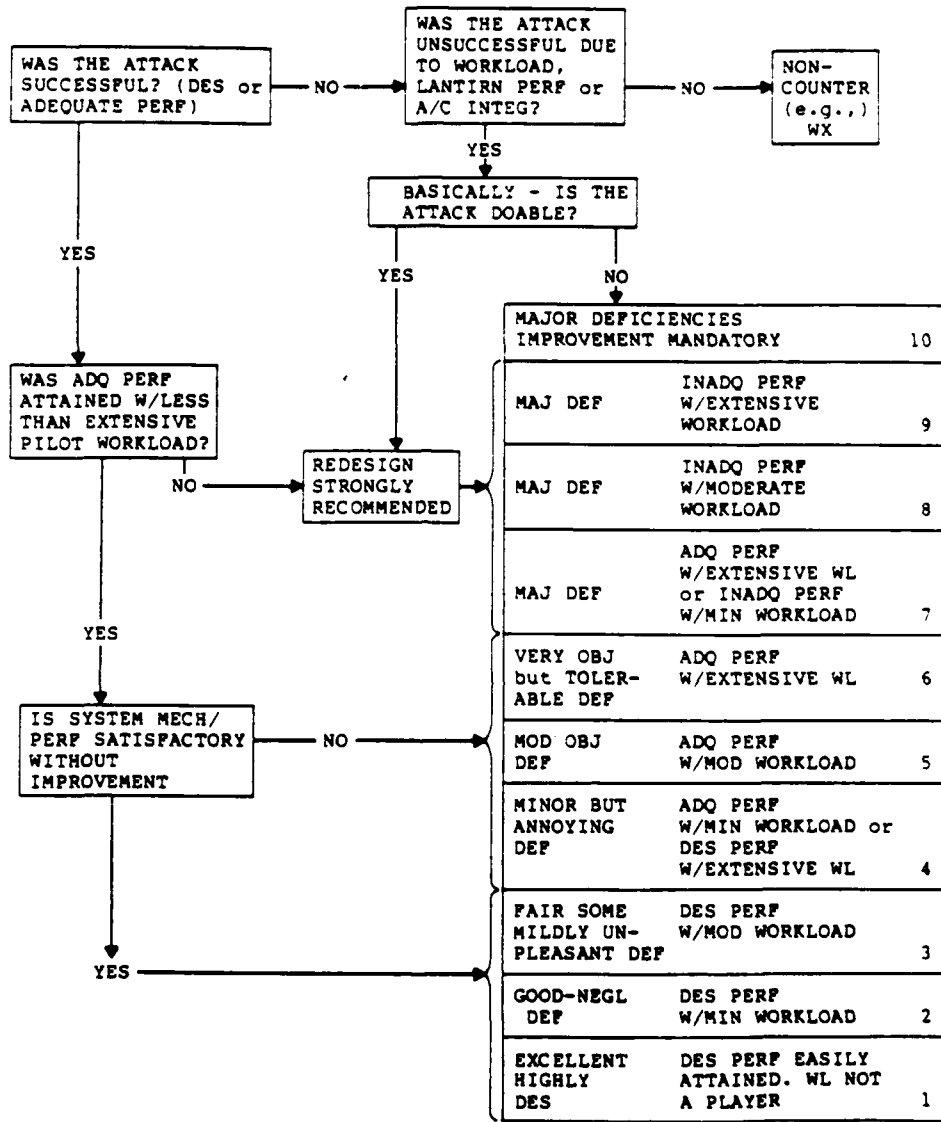 WAS THE ATTACK
SUCCESSFUL? (DES or
ADEQUATE PERF)
NO
WAS THE ATTACK
UNSUCCESSFUL DUE
TO WORKLOAD,
LANTIRN PERF or
A/C INTEG?
NO
NON-
COUNTER
(e.g.,)
WX
YES
BASICALLY - IS THE
ATTACK DOABLE?
YES
YES
NO
MAJOR DEFICIENCIES
IMPROVEMENT MANDATORY 10
WAS ADQ PERF
ATTAINED W/LESS
THAN EXTENSIVE
PILOT WORKLOAD?
NO
REDESIGN
STRONGLY
RECOMMENDED
INADQ PERF
MAJ DEF W/EXTENSIVE
WORKLOAD 9
INADQ PERF
MAJ DEF W/MODERATE
WORKLOAD 8
ADQ PERF
W/EXTENSIVE WL
MAJ DEF or INADQ PERF
W/MIN WORKLOAD 7
YES
VERY OBJ ADQ PERF
but TOLER- W/EXTENSIVE WL 6
ABLE DEF
IS SYSTEM MECH/
PERF SATISFACTORY
WITHOUT
IMPROVEMENT
NO
MOD OBJ ADQ PERF
DEF W/MOD WORKLOAD 5
MINOR BUT ADQ PERF
ANNOYING W/MIN WORKLOAD or
DEF DES PERF
W/EXTENSIVE WL 4
YES
FAIR SOME DES PERF
MILDLY UN- W/MOD WORKLOAD
PLEASANT DEF 3
GOOD-NEGL DES PERF
DEF W/MIN WORKLOAD 2
EXCELLENT DES PERF EASILY
HIGHLY ATTAINED. WL NOT
DES A PLAYER 1